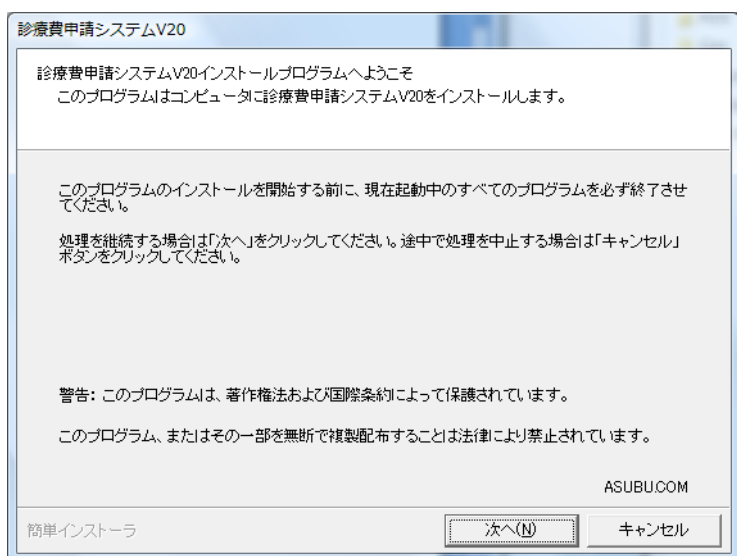 診療費申請システムV20
診療費申請システムV20インストールプログラムへようこそ
このプログラムはコンピュータに診療費申請システムV20をインストールします。
このプログラムのインストールを開始する前に、現在起動中のすべてのプログラムを必ず終了させ
てください。
処理を継続する場合は「次へ」をクリックしてください。途中で処理を中止する場合は「キャンセル」
ボタンをクリックしてください。
警告: このプログラムは、著作権法および国際条約によって保護されています。
このプログラム、またはその一部を無断で複製配布することは法律により禁止されています。
ASUBU.COM
簡単インストーラ
次へ(N)
キャンセル